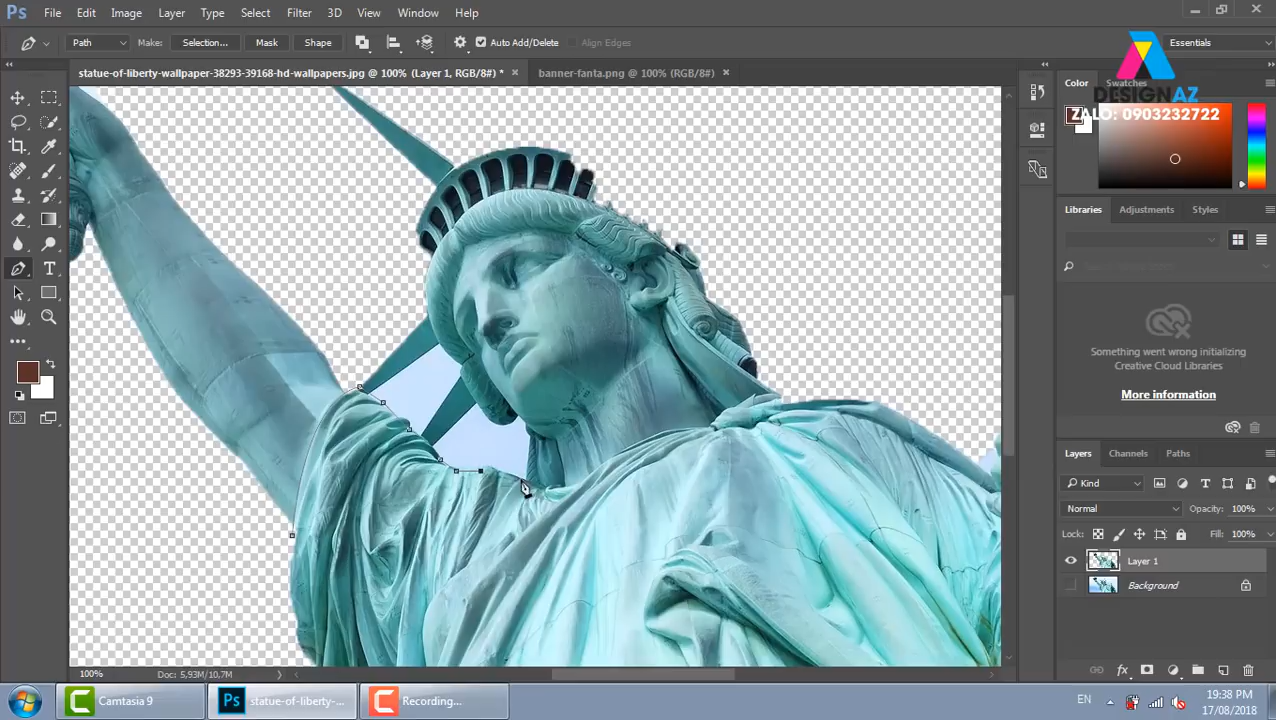 Ps File Edit Image Layer Type Select Filter 3D View Window Help
Path Make: Selection... Mask Shape Auto Add/Delete Align Edges Essentials
statue-of-liberty-wallpaper-38293-39168-hd-wallpapers.jpg @ 100% (Layer 1, RGB/8#) * banner-fanta.png @ 100% (RGB/8#)
Color Swatches
DESIGNAZ
ZALO: 0903232722
Libraries Adjustments Styles
Something went wrong initializing
Creative Cloud Libraries
More information
Layers Channels Paths
Kind
Normal Opacity: 100%
Lock: Fill: 100%
Layer 1
Background
100% Doc: 5,93M/10,7M
Camtasia 9 Ps statue-of-liberty-... Recording... EN 19:38 PM
17/08/2018